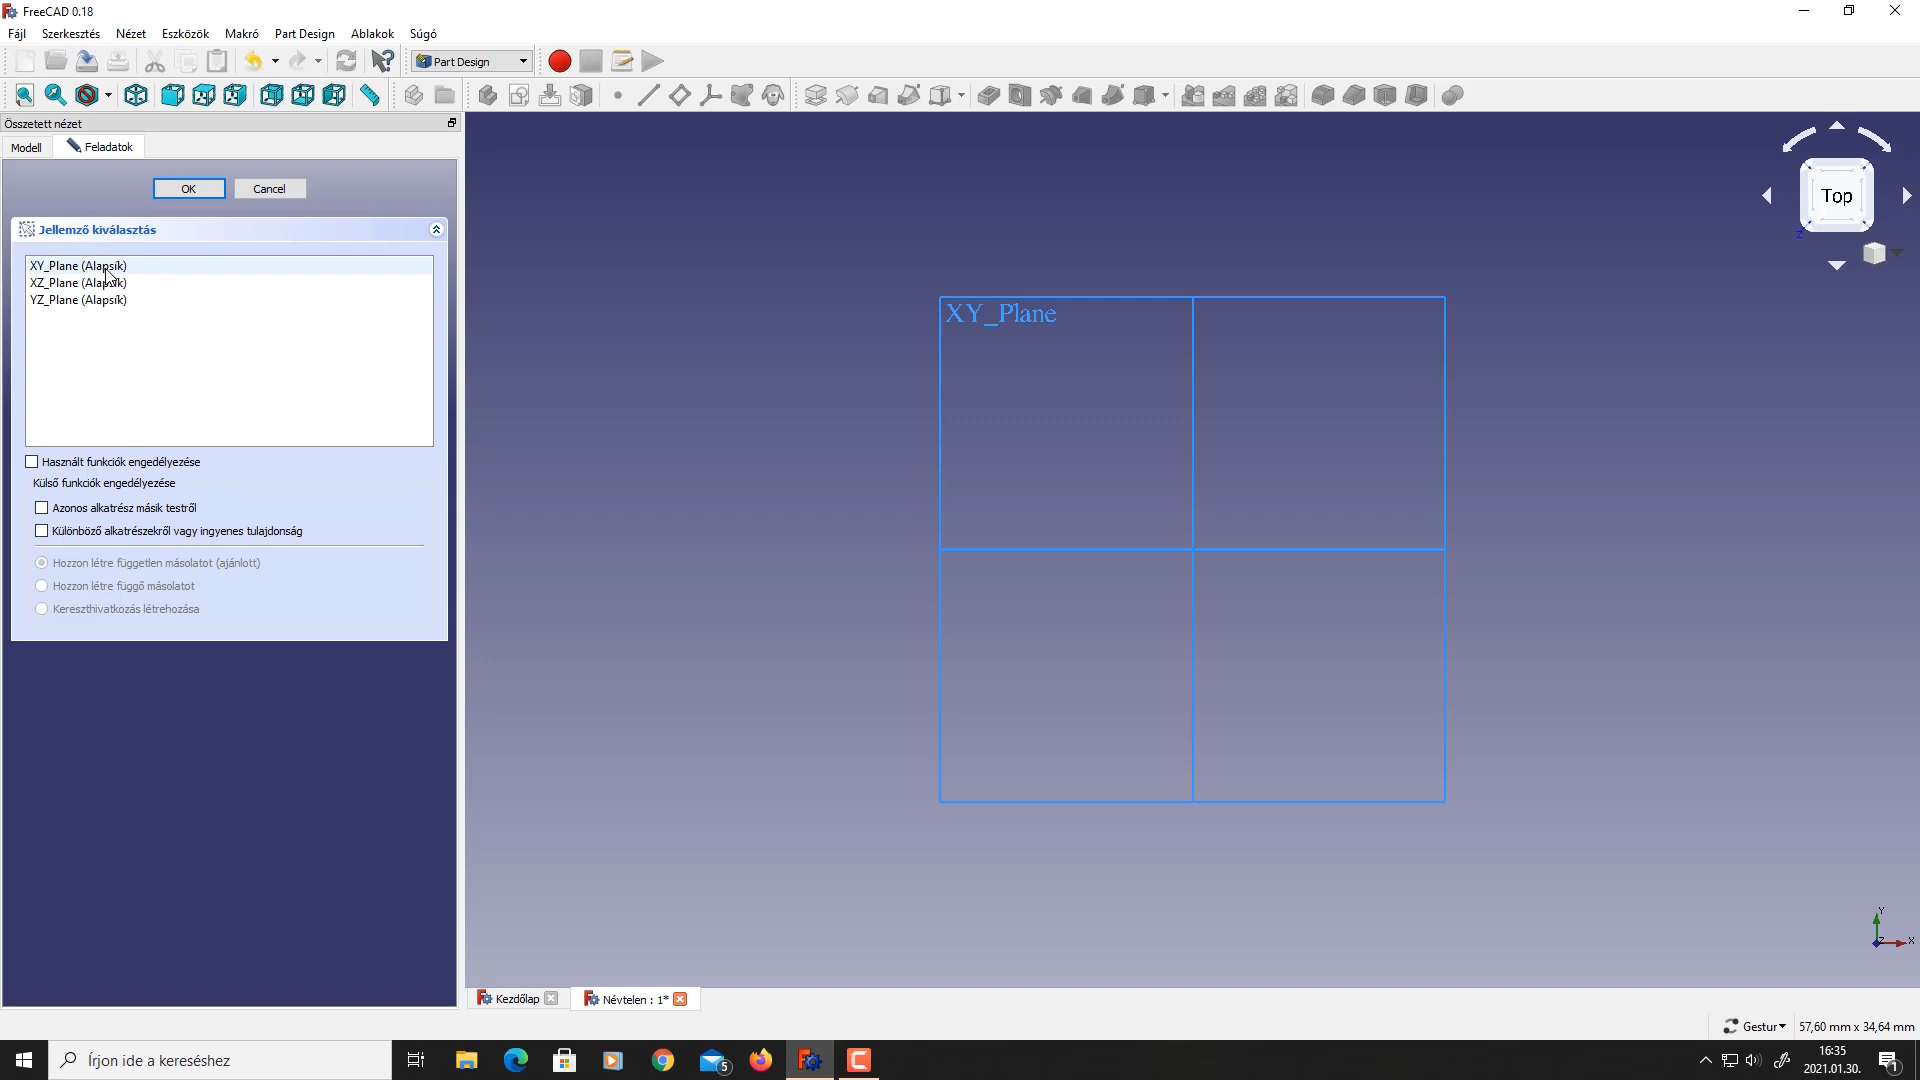 FreeCAD 0.18
Fájl Szerkesztés Nézet Eszközök Makró Part Design Ablakok Súgó
Part Design
Összetett nézet
Modell Feladatok
OK Cancel
Jellemző kiválasztás
XY_Plane (Alapsík)
XZ_Plane (Alapsík)
YZ_Plane (Alapsík)
Használt funkciók engedélyezése
Külső funkciók engedélyezése
Azonos alkatrész másik testről
Különböző alkatrészekről vagy ingyenes tulajdonság
Hozzon létre független másolatot (ajánlott)
Hozzon létre függő másolatot
Kereszthivatkozás létrehozása
XY_Plane
Top
Z
Y
Z X
Kezdőlap Névtelen : 1*
Gestur 57,60 mm x 34,64 mm
Írjon ide a kereséshez
5
16:35
2021.01.30.
1